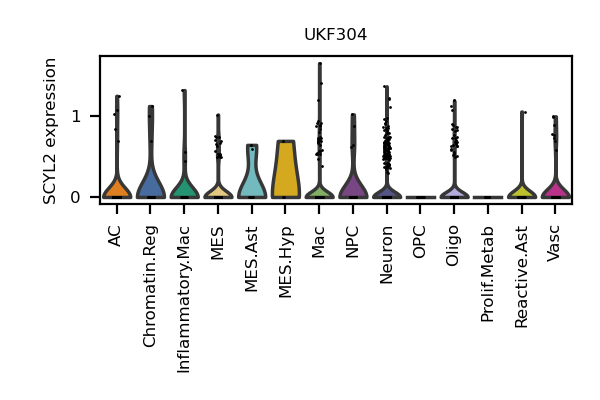 UKF304
SCYL2 expression
1
0
AC
Chromatin.Reg
Inflammatory.Mac
MES
MES.Ast
MES.Hyp
Mac
NPC
Neuron
OPC
Oligo
Prolif.Metab
Reactive.Ast
Vasc